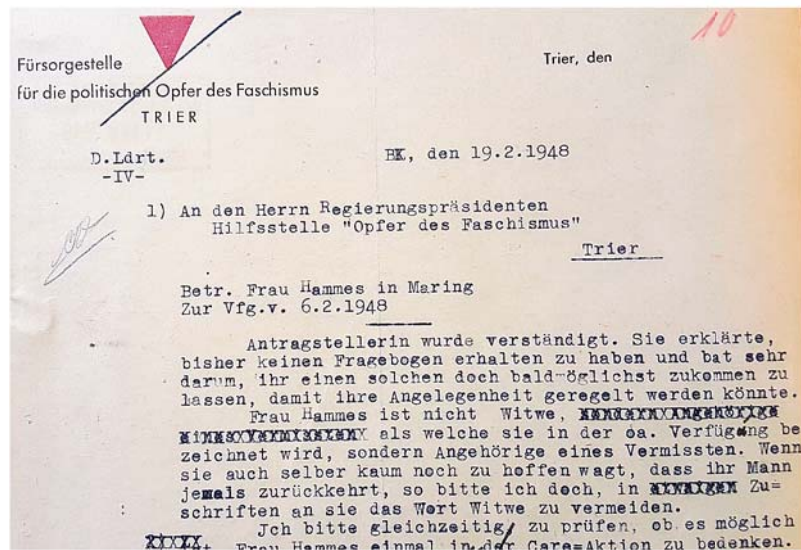 10
Fürsorgestelle
für die politischen Opfer des Faschismus
TRIER
Trier, den
D.Ldrt.
-IV-
BK, den 19.2.1948
1) An den Herrn Regierungspräsidenten
Hilfsstelle "Opfer des Faschismus"
Trier
Betr. Frau Hammes in Maring
Zur Vfg.v. 6.2.1948
Antragstellerin wurde verständigt. Sie erklärte,
bisher keinen Fragebogen erhalten zu haben und bat sehr
darum, ihr einen solchen doch bald=möglichst zukommen zu
lassen, damit ihre Angelegenheit geregelt werden könnte.
Frau Hammes ist nicht Witwe,
als welche sie in der oa. Verfügung be
zeichnet wird, sondern Angehörige eines Vermissten. Wenn
sie auch selber kaum noch zu hoffen wagt, dass ihr Mann
jemals zurückkehrt, so bitte ich doch, in Zu=
schriften an sie das Wort Witwe zu vermeiden.
Jch bitte gleichzeitig, zu prüfen, ob es möglich
Frau Hammes einmal in der Care=Aktion zu bedenken.